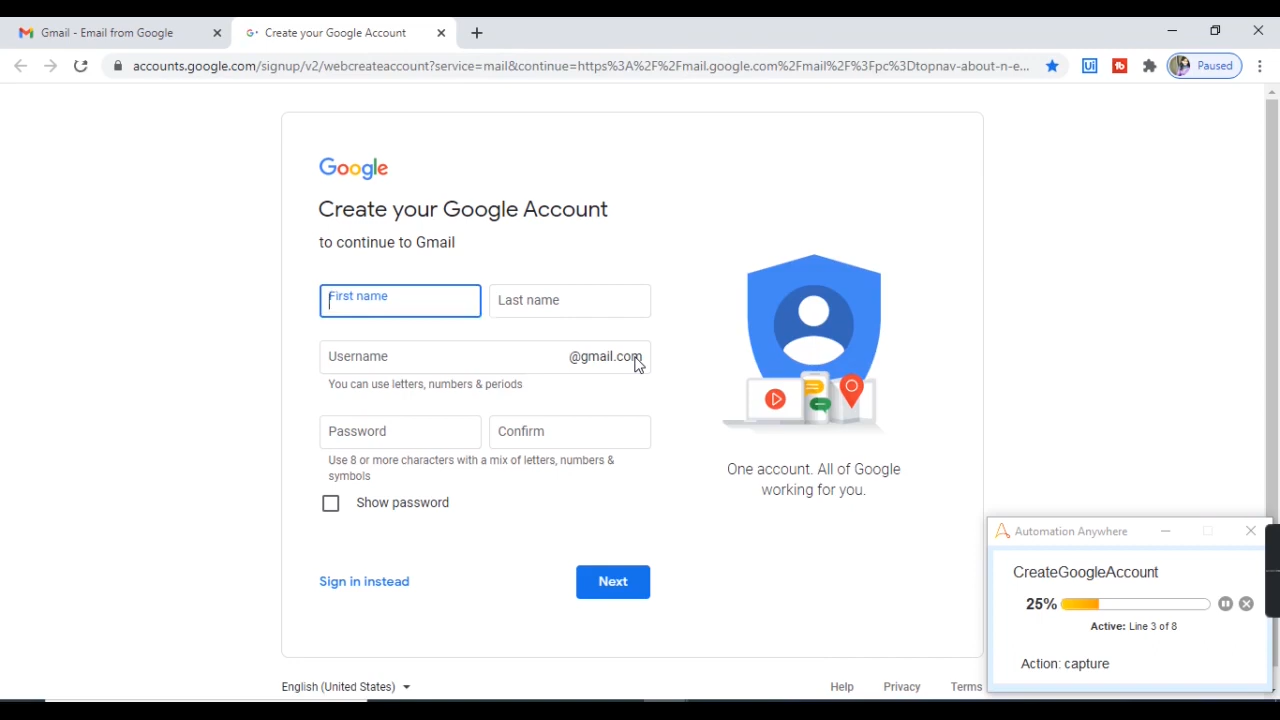 Gmail - Email from Google
Create your Google Account
accounts.google.com/signup/v2/webcreateaccount?service=mail&continue=https%3A%2F%2Fmail.google.com%2Fmail%2F%3Fpc%3Dtopnav-about-n-e...
Ui
Paused
Google
Create your Google Account
to continue to Gmail
First name
Last name
Username
@gmail.com
You can use letters, numbers & periods
Password
Confirm
Use 8 or more characters with a mix of letters, numbers &
symbols
Show password
Sign in instead
Next
One account. All of Google
working for you.
Automation Anywhere
CreateGoogleAccount
25%
Active: Line 3 of 8
Action: capture
English (United States)
Help
Privacy
Terms